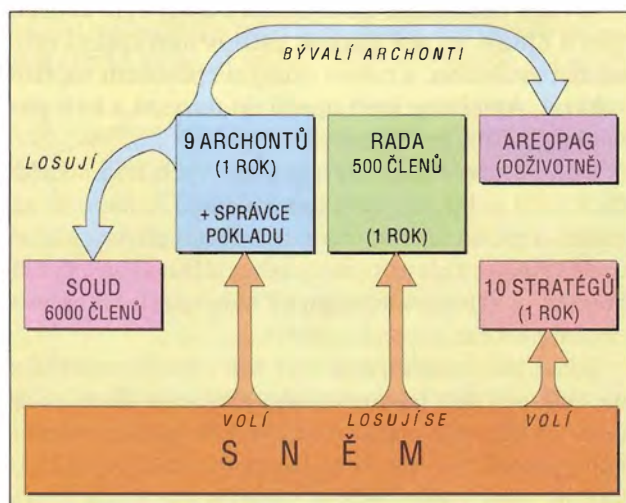 BÝVALÍ ARCHONTI
LOSUJÍ
9 ARCHONTŮ
(1 ROK)
+ SPRÁVCE
POKLADU
RADA
500 ČLENŮ
(1 ROK)
AREOPAG
(DOŽIVOTNĚ)
SOUD
6000 ČLENŮ
10 STRATÉGŮ
(1 ROK)
VOLÍ
LOSUJÍ SE
VOLÍ
SNĚM